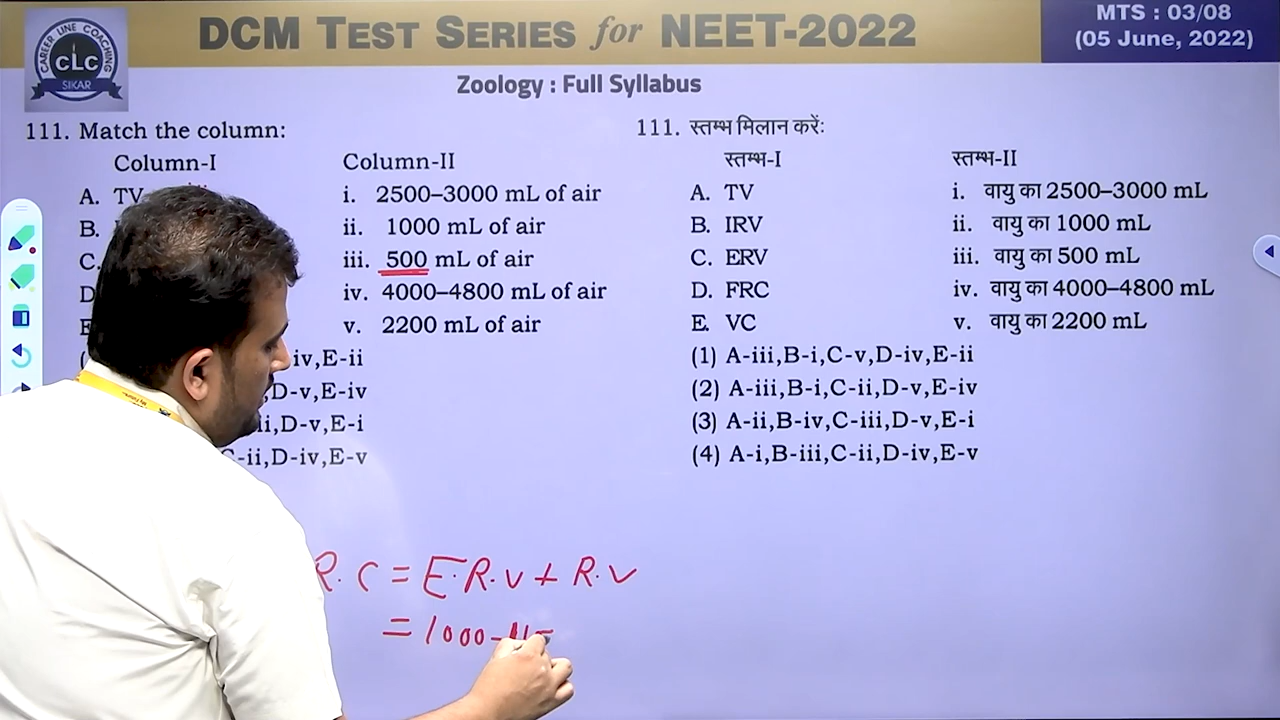 CAREER LINE COACHING
CLC
SIKAR
DCM TEST SERIES for NEET-2022
MTS : 03/08
(05 June, 2022)
Zoology : Full Syllabus
111. Match the column:
Column-I Column-II
A. TV i. 2500–3000 mL of air
B. ii. 1000 mL of air
C. iii. 500 mL of air
D iv. 4000–4800 mL of air
E v. 2200 mL of air
iv,E-ii
,D-v,E-iv
ii,D-v,E-i
C-ii,D-iv,E-v
111. स्तम्भ मिलान करेंः
स्तम्भ-I स्तम्भ-II
A. TV i. वायु का 2500–3000 mL
B. IRV ii. वायु का 1000 mL
C. ERV iii. वायु का 500 mL
D. FRC iv. वायु का 4000–4800 mL
E. VC v. वायु का 2200 mL
(1) A-iii,B-i,C-v,D-iv,E-ii
(2) A-iii,B-i,C-ii,D-v,E-iv
(3) A-ii,B-iv,C-iii,D-v,E-i
(4) A-i,B-iii,C-ii,D-iv,E-v
R.C = E.R.V + R.V
= 1000